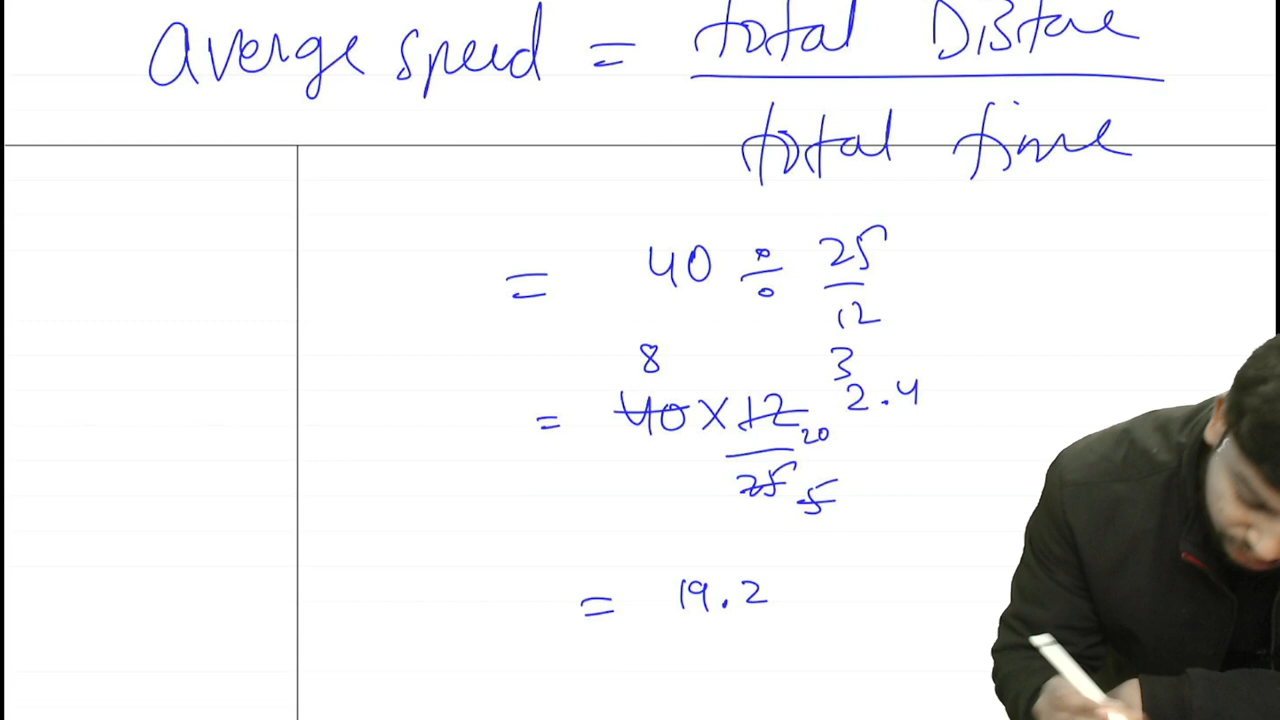 averge speed = total Distane
total time
= 40 ÷ 25
12
8 3
= 40 × 12 20 2.4
25 5
= 19.2